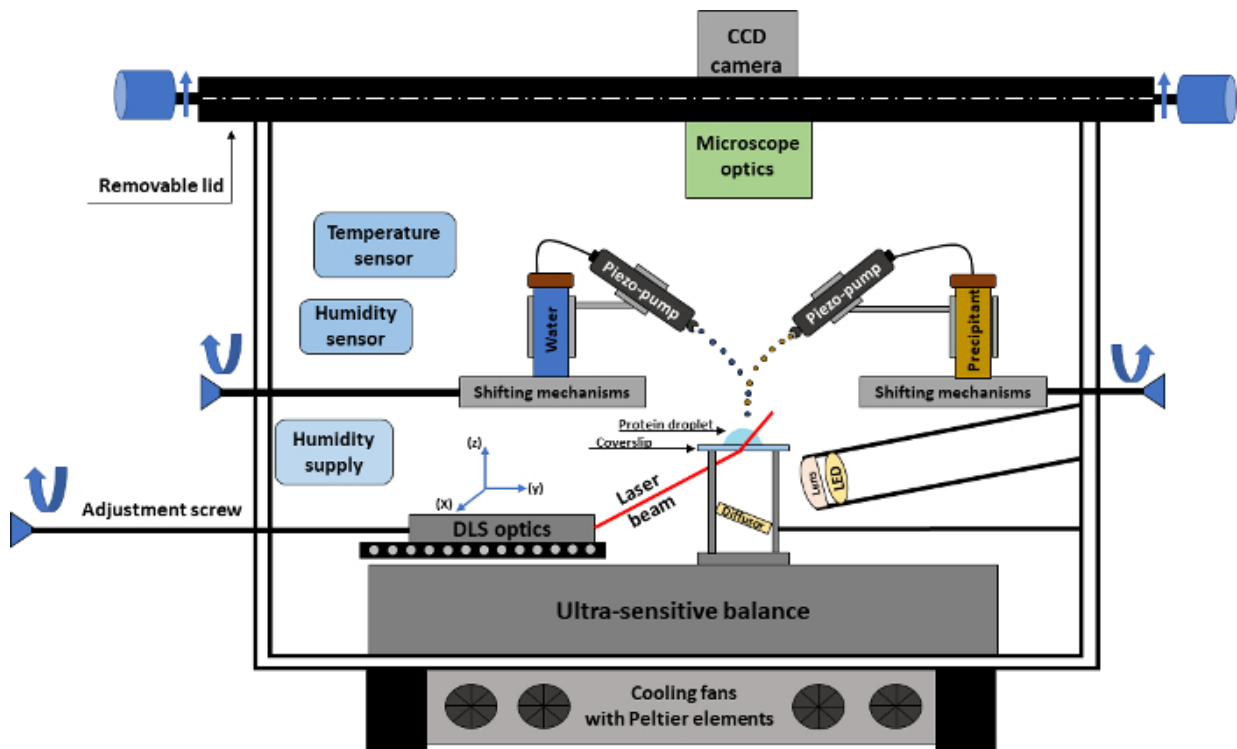 CCD
camera
Microscope
optics
Removable lid
Temperature
sensor
Piezo-pump
Piezo-pump
Humidity
sensor
Water
Precipitant
Shifting mechanisms
Shifting mechanisms
Protein droplet
Coverslip
Humidity
supply
(z)
(y)
(X)
Laser
beam
Lens
LED
Adjustment screw
DLS optics
Diffusor
Ultra-sensitive balance
Cooling fans
with Peltier elements